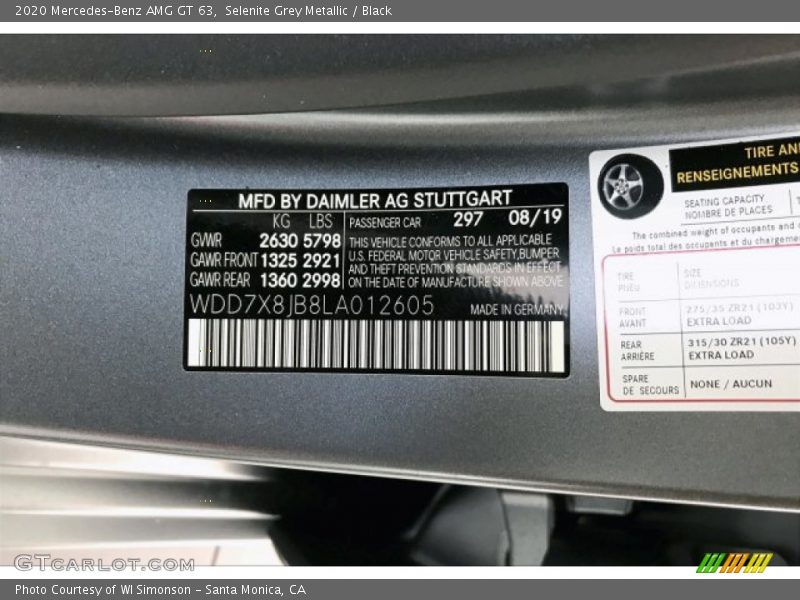 2020 Mercedes-Benz AMG GT 63, Selenite Grey Metallic / Black
MFD BY DAIMLER AG STUTTGART
KG LBS PASSENGER CAR 297 08/19
GVWR 2630 5798
GAWR FRONT 1325 2921
GAWR REAR 1360 2998
THIS VEHICLE CONFORMS TO ALL APPLICABLE
U.S. FEDERAL MOTOR VEHICLE SAFETY,BUMPER
AND THEFT PREVENTION STANDARDS IN EFFECT
ON THE DATE OF MANUFACTURE SHOWN ABOVE
WDD7X8JB8LA012605 MADE IN GERMANY
TIRE
RENSEIGNEMENTS
SEATING CAPACITY
NOMBRE DE PLACES
The combined weight of occupants and
Le poids total des occupants et du
TIRE SIZE
PNEU DIMENSIONS
FRONT 275/35 ZR21 (103Y)
AVANT EXTRA LOAD
REAR 315/30 ZR21 (105Y)
ARRIÈRE EXTRA LOAD
SPARE NONE / AUCUN
DE SECOURS
GTCARLOT.COM
Photo Courtesy of WI Simonson - Santa Monica, CA